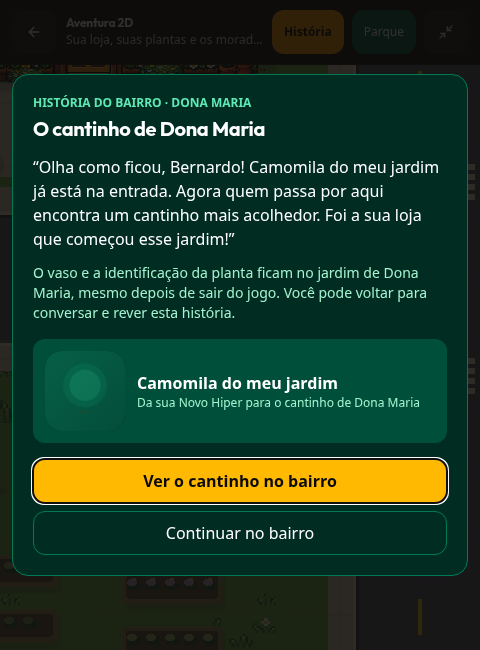 Aventura 2D
Sua loja, suas plantas e os morad...
História
Parque
HISTÓRIA DO BAIRRO · DONA MARIA
O cantinho de Dona Maria
“Olha como ficou, Bernardo! Camomila do meu jardim
já está na entrada. Agora quem passa por aqui
encontra um cantinho mais acolhedor. Foi a sua loja
que começou esse jardim!”
O vaso e a identificação da planta ficam no jardim de Dona
Maria, mesmo depois de sair do jogo. Você pode voltar para
conversar e rever esta história.
Camomila do meu jardim
Da sua Novo Hiper para o cantinho de Dona Maria
Ver o cantinho no bairro
Continuar no bairro